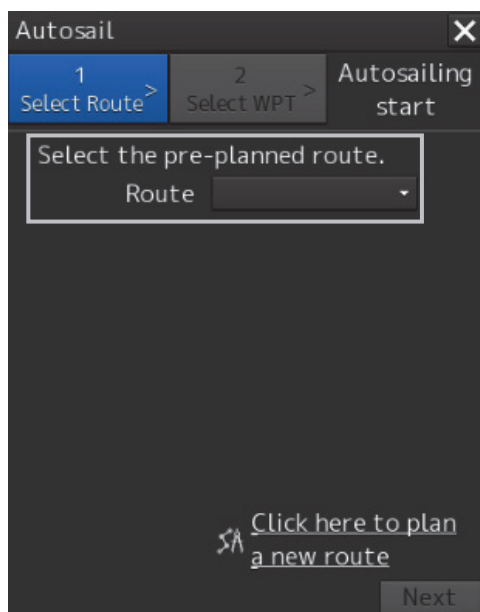 Autosail
1
Select Route >
2
Select WPT >
Autosailing
start
Select the pre-planned route.
Route
Click here to plan
a new route
Next